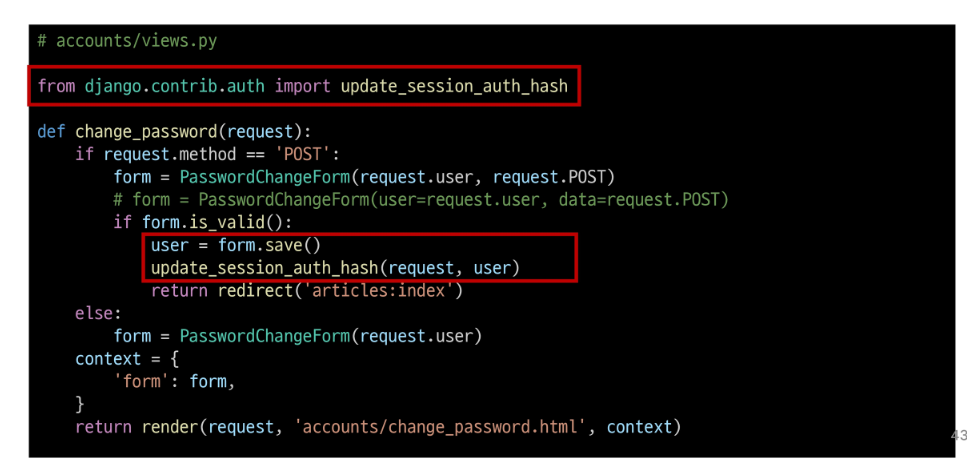 # accounts/views.py
from django.contrib.auth import update_session_auth_hash
def change_password(request):
    if request.method == 'POST':
        form = PasswordChangeForm(request.user, request.POST)
        # form = PasswordChangeForm(user=request.user, data=request.POST)
        if form.is_valid():
            user = form.save()
            update_session_auth_hash(request, user)
            return redirect('articles:index')
    else:
        form = PasswordChangeForm(request.user)
    context = {
        'form': form,
    }
    return render(request, 'accounts/change_password.html', context)
43